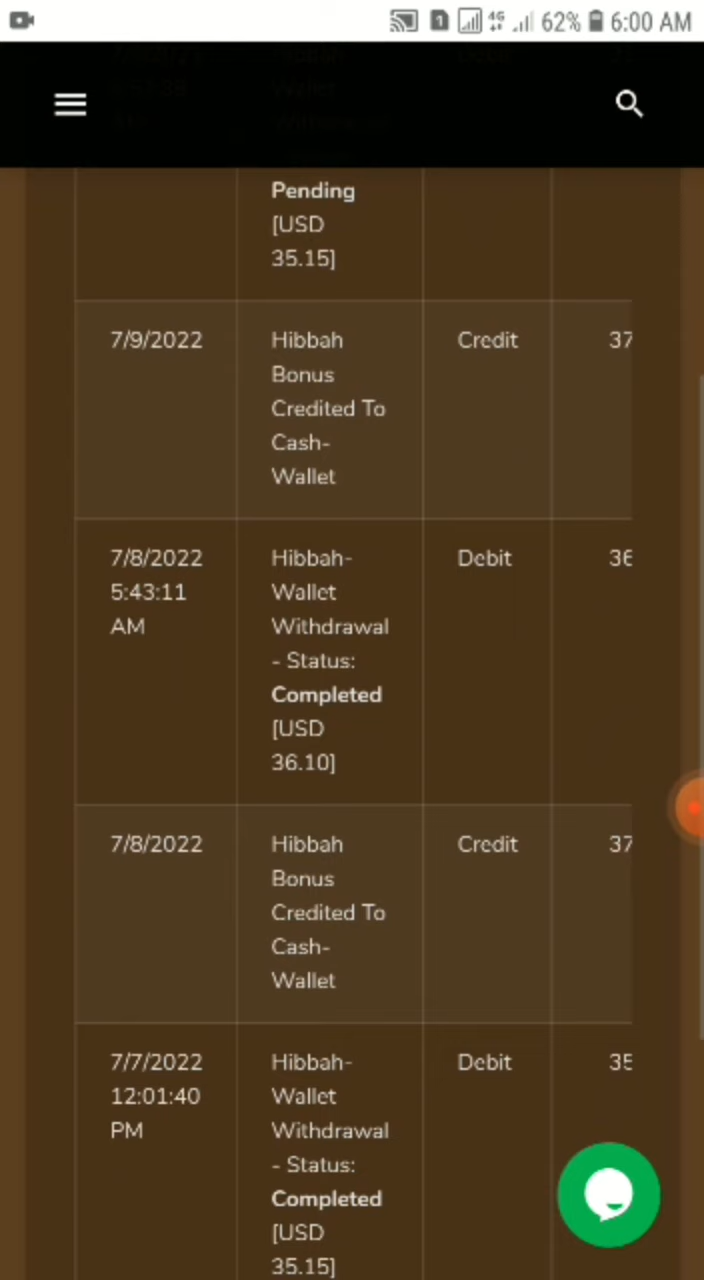 4G 62% 6:00 AM
Pending
[USD
35.15]
7/9/2022 Hibbah Credit 37
Bonus
Credited To
Cash-
Wallet
7/8/2022 Hibbah- Debit 36
5:43:11 Wallet
AM Withdrawal
- Status:
Completed
[USD
36.10]
7/8/2022 Hibbah Credit 37
Bonus
Credited To
Cash-
Wallet
7/7/2022 Hibbah- Debit 35
12:01:40 Wallet
PM Withdrawal
- Status:
Completed
[USD
35.15]